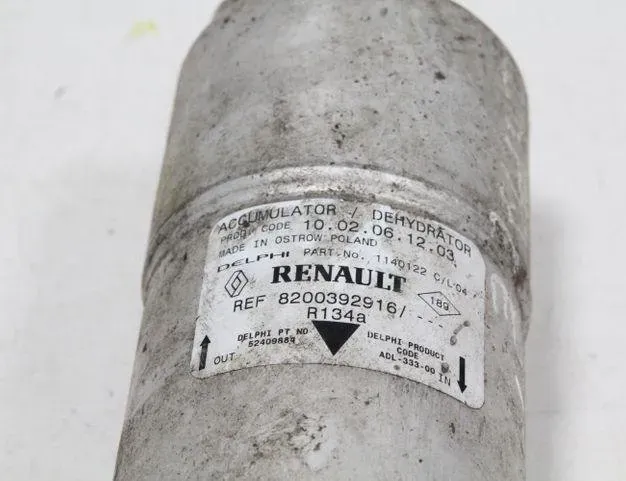 ACCUMULATOR / DEHYDRATOR
PROD. CODE 10.02.06.12.03
MADE IN OSTROW POLAND
DELPHI PART-No. 1140122 C/L'04
RENAULT 189
REF 8200392916/ ---
R134a
DELPHI PT NO
52409884
DELPHI PRODUCT
CODE
ADL-333-00
OUT
IN